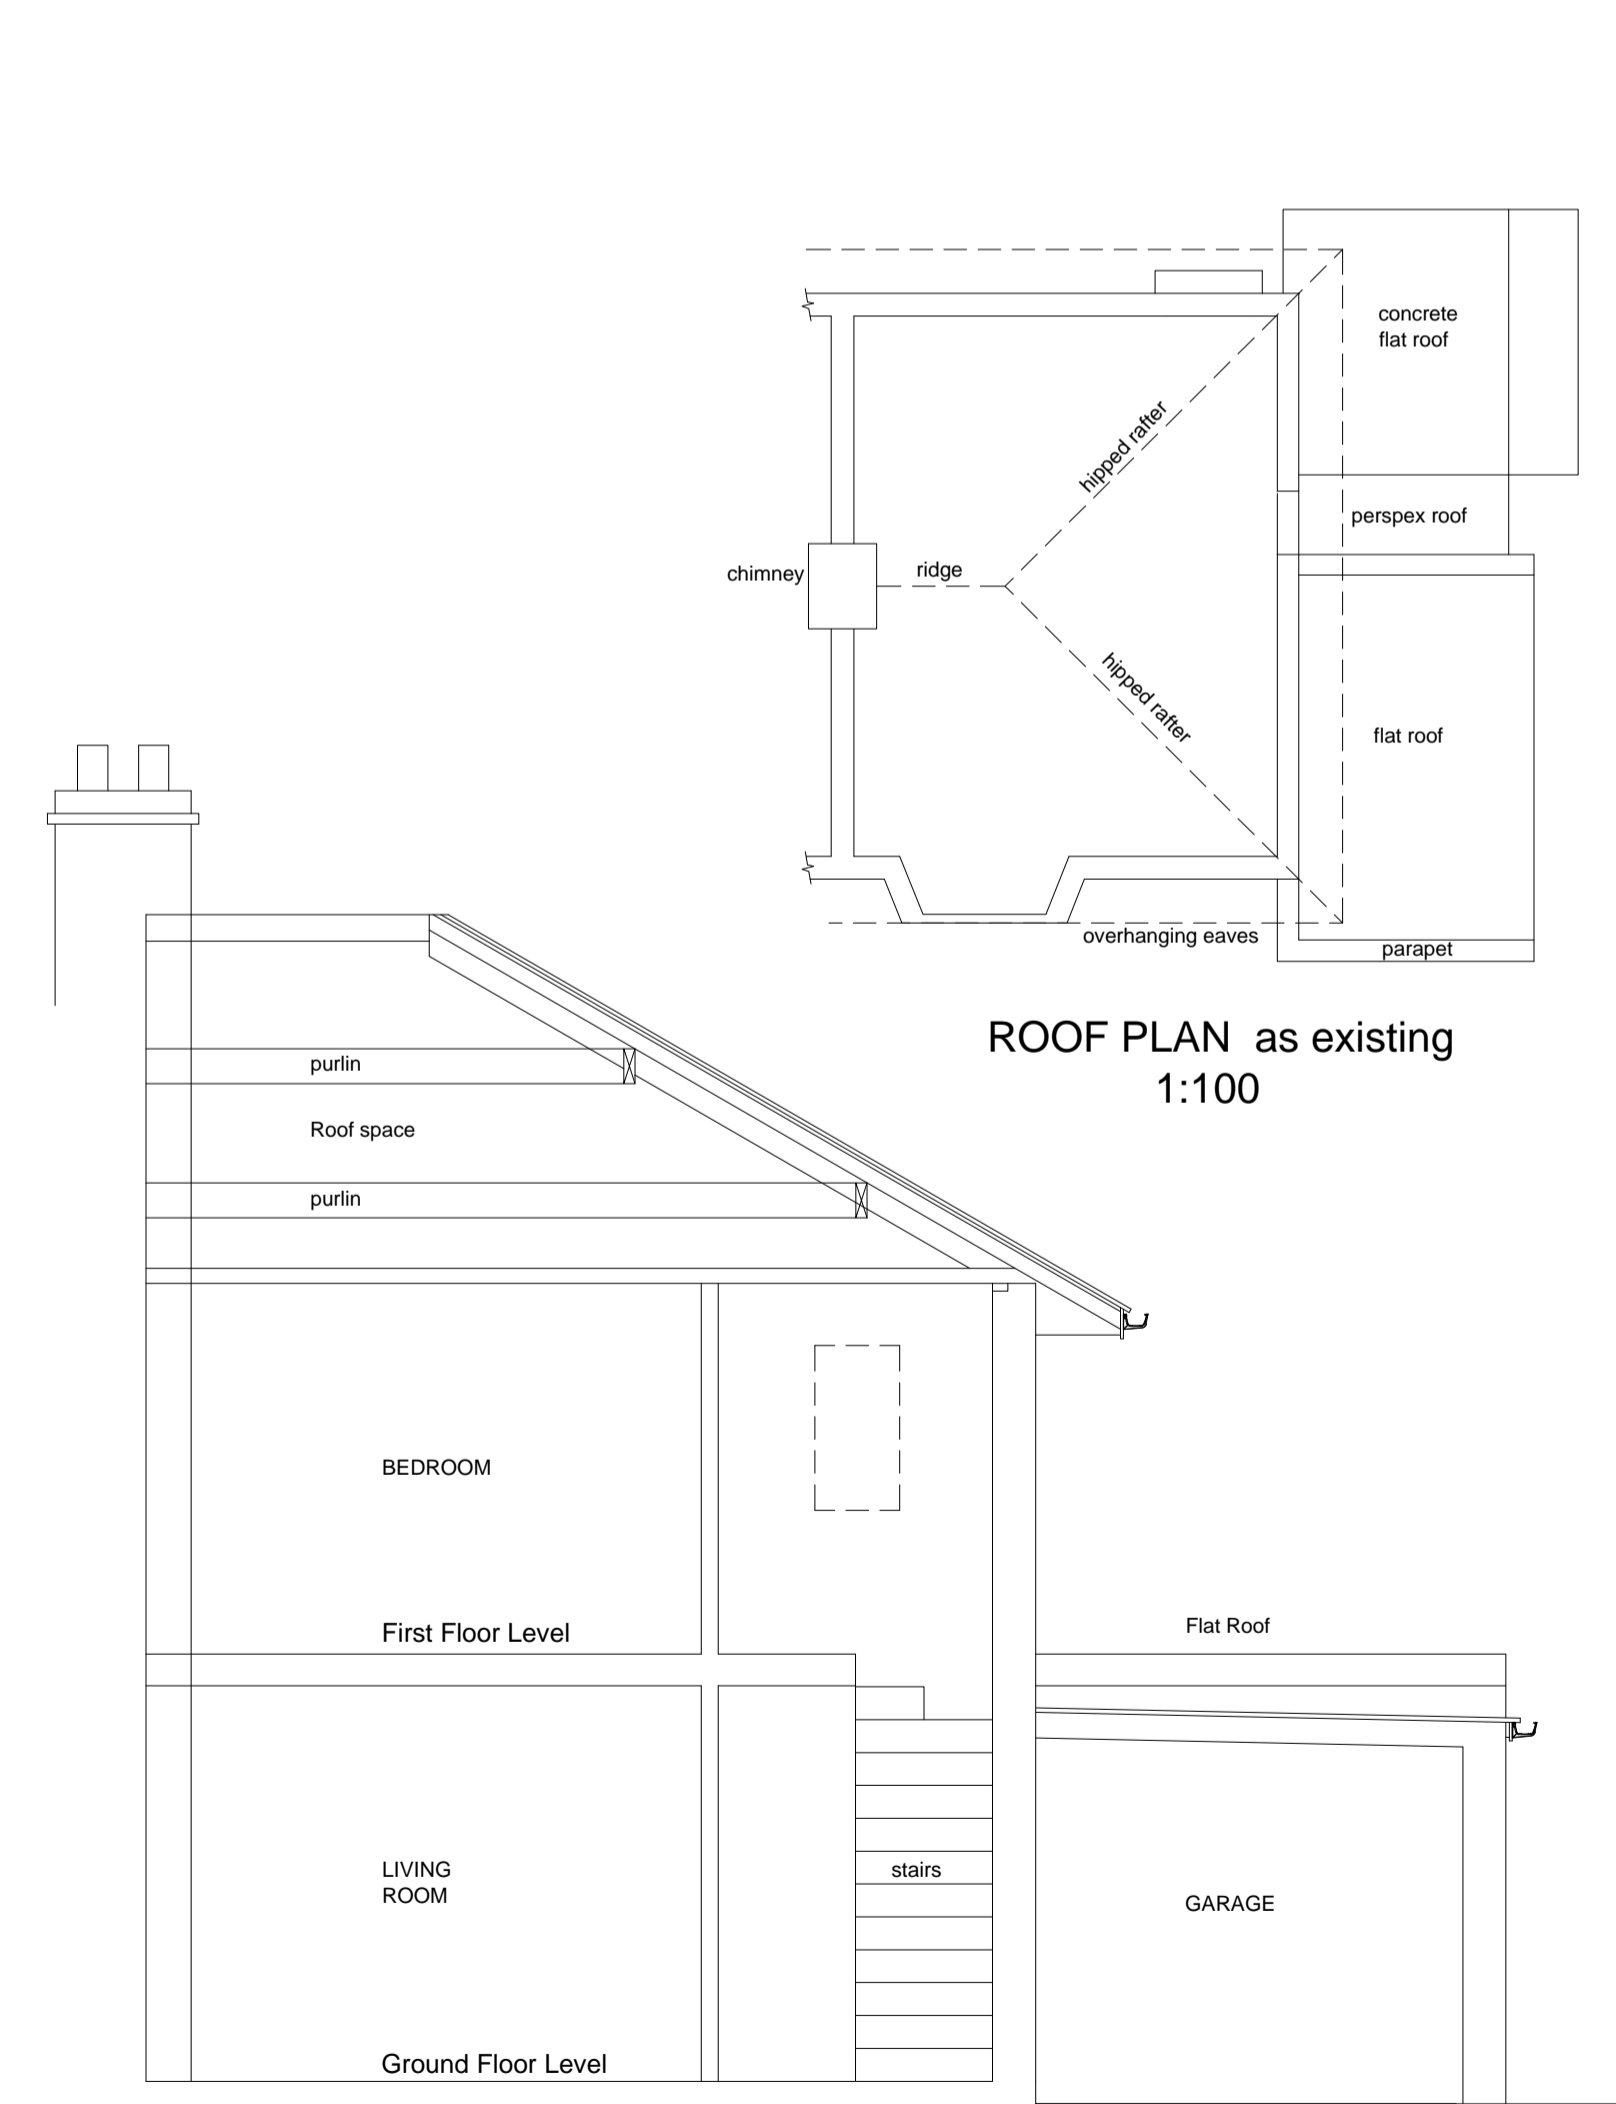 concrete
flat roof
hipped rafter
perspex roof
chimney
ridge
hipped rafter
flat roof
overhanging eaves
parapet
ROOF PLAN as existing
1:100
purlin
Roof space
purlin
BEDROOM
First Floor Level
Flat Roof
LIVING
ROOM
stairs
GARAGE
Ground Floor Level